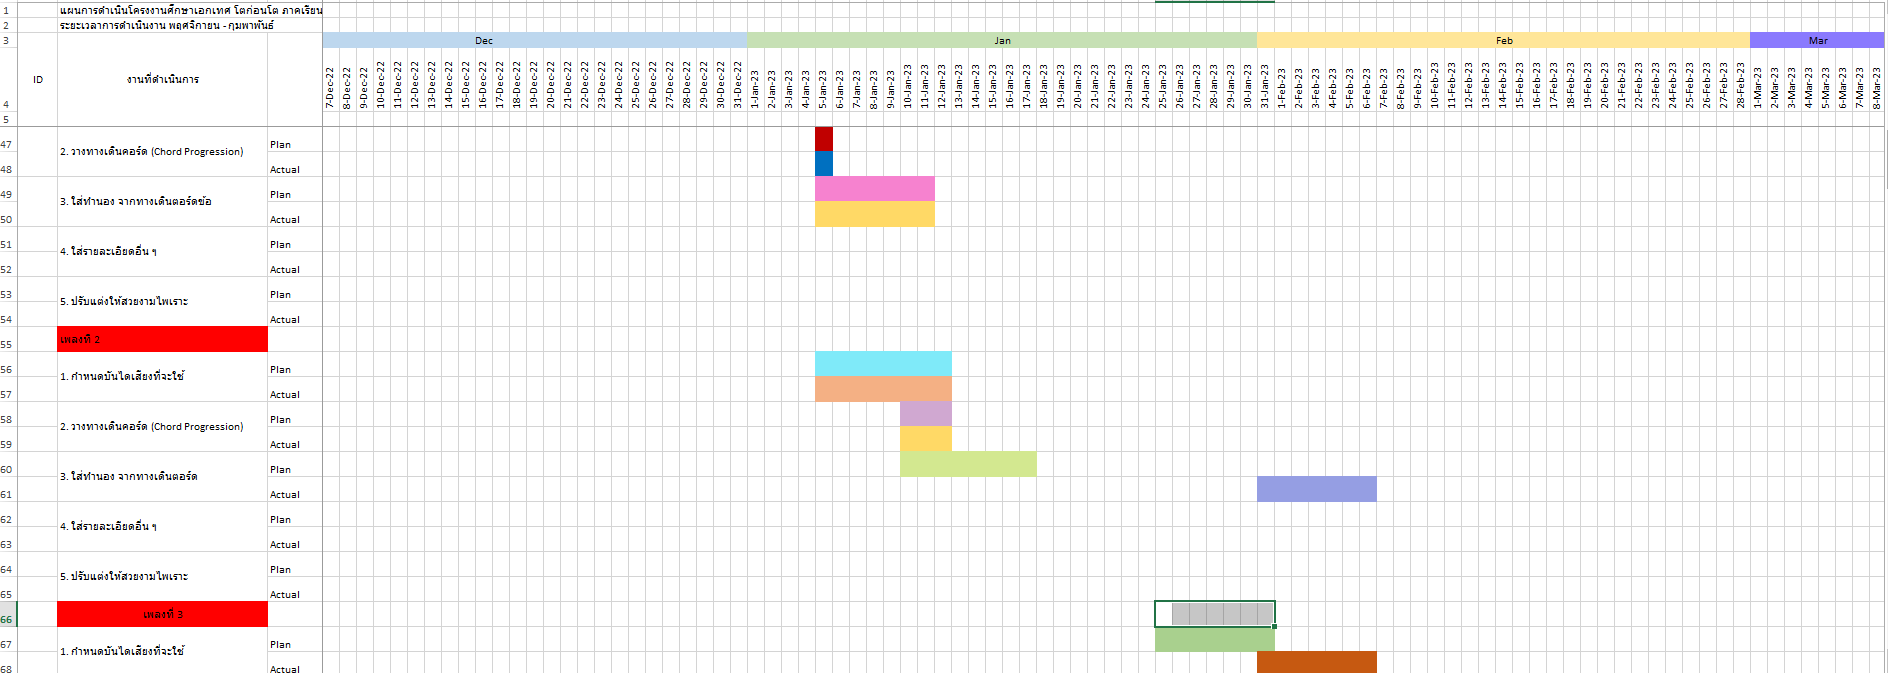 1 แผนการดำเนินโครงงานศึกษาเอกเทศ โตก่อนโต ภาคเรียน
2 ระยะเวลาการดำเนินงาน พฤศจิกายน - กุมพาพันธ์
3 Dec Jan Feb Mar
4 ID งานที่ดำเนินการ 7-Dec-22 8-Dec-22 9-Dec-22 10-Dec-22 11-Dec-22 12-Dec-22 13-Dec-22 14-Dec-22 15-Dec-22 16-Dec-22 17-Dec-22 18-Dec-22 19-Dec-22 20-Dec-22 21-Dec-22 22-Dec-22 23-Dec-22 24-Dec-22 25-Dec-22 26-Dec-22 27-Dec-22 28-Dec-22 29-Dec-22 30-Dec-22 31-Dec-22 1-Jan-23 2-Jan-23 3-Jan-23 4-Jan-23 5-Jan-23 6-Jan-23 7-Jan-23 8-Jan-23 9-Jan-23 10-Jan-23 11-Jan-23 12-Jan-23 13-Jan-23 14-Jan-23 15-Jan-23 16-Jan-23 17-Jan-23 18-Jan-23 19-Jan-23 20-Jan-23 21-Jan-23 22-Jan-23 23-Jan-23 24-Jan-23 25-Jan-23 26-Jan-23 27-Jan-23 28-Jan-23 29-Jan-23 30-Jan-23 31-Jan-23 1-Feb-23 2-Feb-23 3-Feb-23 4-Feb-23 5-Feb-23 6-Feb-23 7-Feb-23 8-Feb-23 9-Feb-23 10-Feb-23 11-Feb-23 12-Feb-23 13-Feb-23 14-Feb-23 15-Feb-23 16-Feb-23 17-Feb-23 18-Feb-23 19-Feb-23 20-Feb-23 21-Feb-23 22-Feb-23 23-Feb-23 24-Feb-23 25-Feb-23 26-Feb-23 27-Feb-23 28-Feb-23 1-Mar-23 2-Mar-23 3-Mar-23 4-Mar-23 5-Mar-23 6-Mar-23 7-Mar-23 8-Mar-23
5
47 2. วางทางเดินคอร์ด (Chord Progression) Plan
48 Actual
49 3. ใส่ทำนอง จากทางเดินตอร์ดข้อ Plan
50 Actual
51 4. ใส่รายละเอียดอื่น ๆ Plan
52 Actual
53 5. ปรับแต่งให้สวยงามไพเราะ Plan
54 Actual
55 เพลงที่ 2
56 1. กำหนดบันไดเสียงที่จะใช้ Plan
57 Actual
58 2. วางทางเดินคอร์ด (Chord Progression) Plan
59 Actual
60 3. ใส่ทำนอง จากทางเดินตอร์ด Plan
61 Actual
62 4. ใส่รายละเอียดอื่น ๆ Plan
63 Actual
64 5. ปรับแต่งให้สวยงามไพเราะ Plan
65 Actual
66 เพลงที่ 3
67 1. กำหนดบันไดเสียงที่จะใช้ Plan
68 Actual